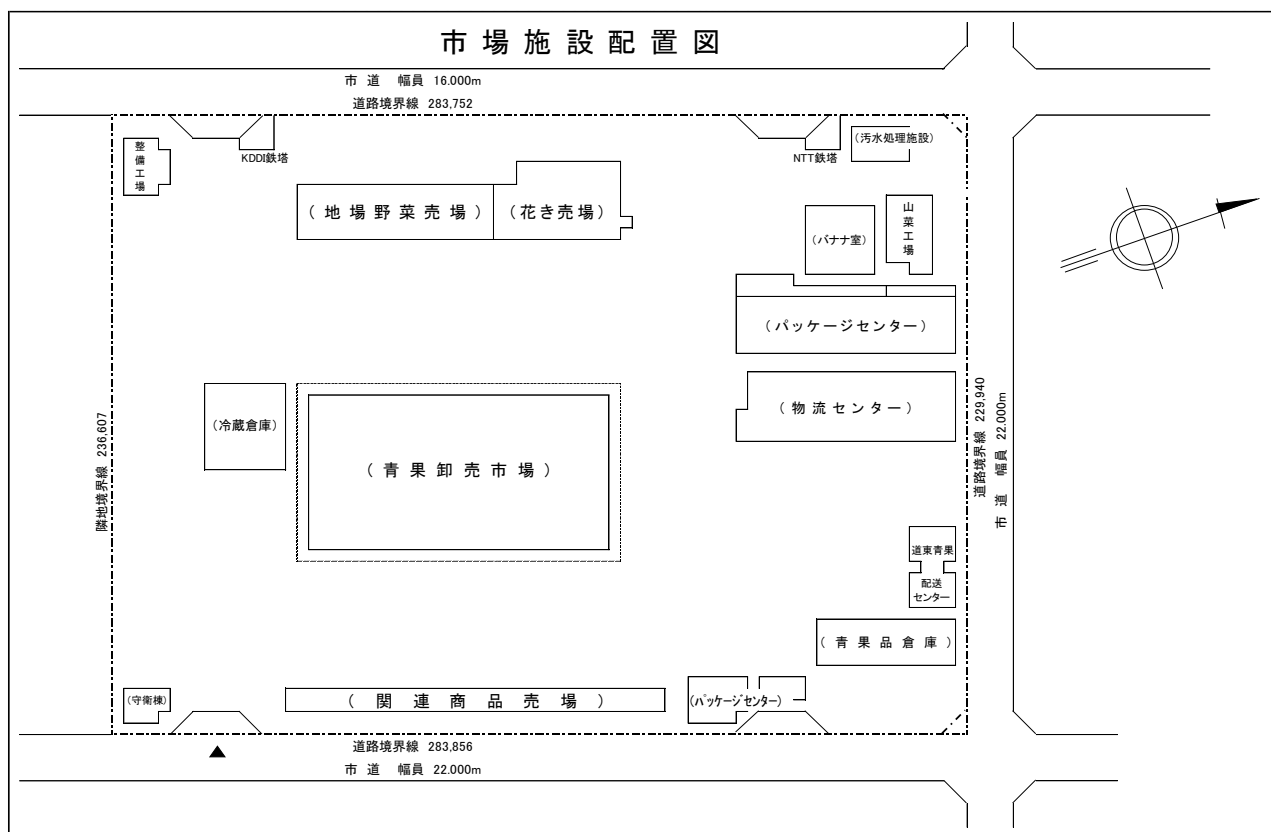 市場施設配置図
市道 幅員 16.000m
道路境界線 283,752
整備工場
KDDI鉄塔
NTT鉄塔
(汚水処理施設)
(地場野菜売場)
(花き売場)
(バナナ室)
山菜工場
(パッケージセンター)
(冷蔵倉庫)
(物流センター)
(青果卸売市場)
隣地境界線 236,607
道路境界線 229,940
市道 幅員 22.000m
道東青果
配送
センター
(青果品倉庫)
(守衛棟)
(関連商品売場)
(パッケージセンター)
道路境界線 283,856
市道 幅員 22.000m